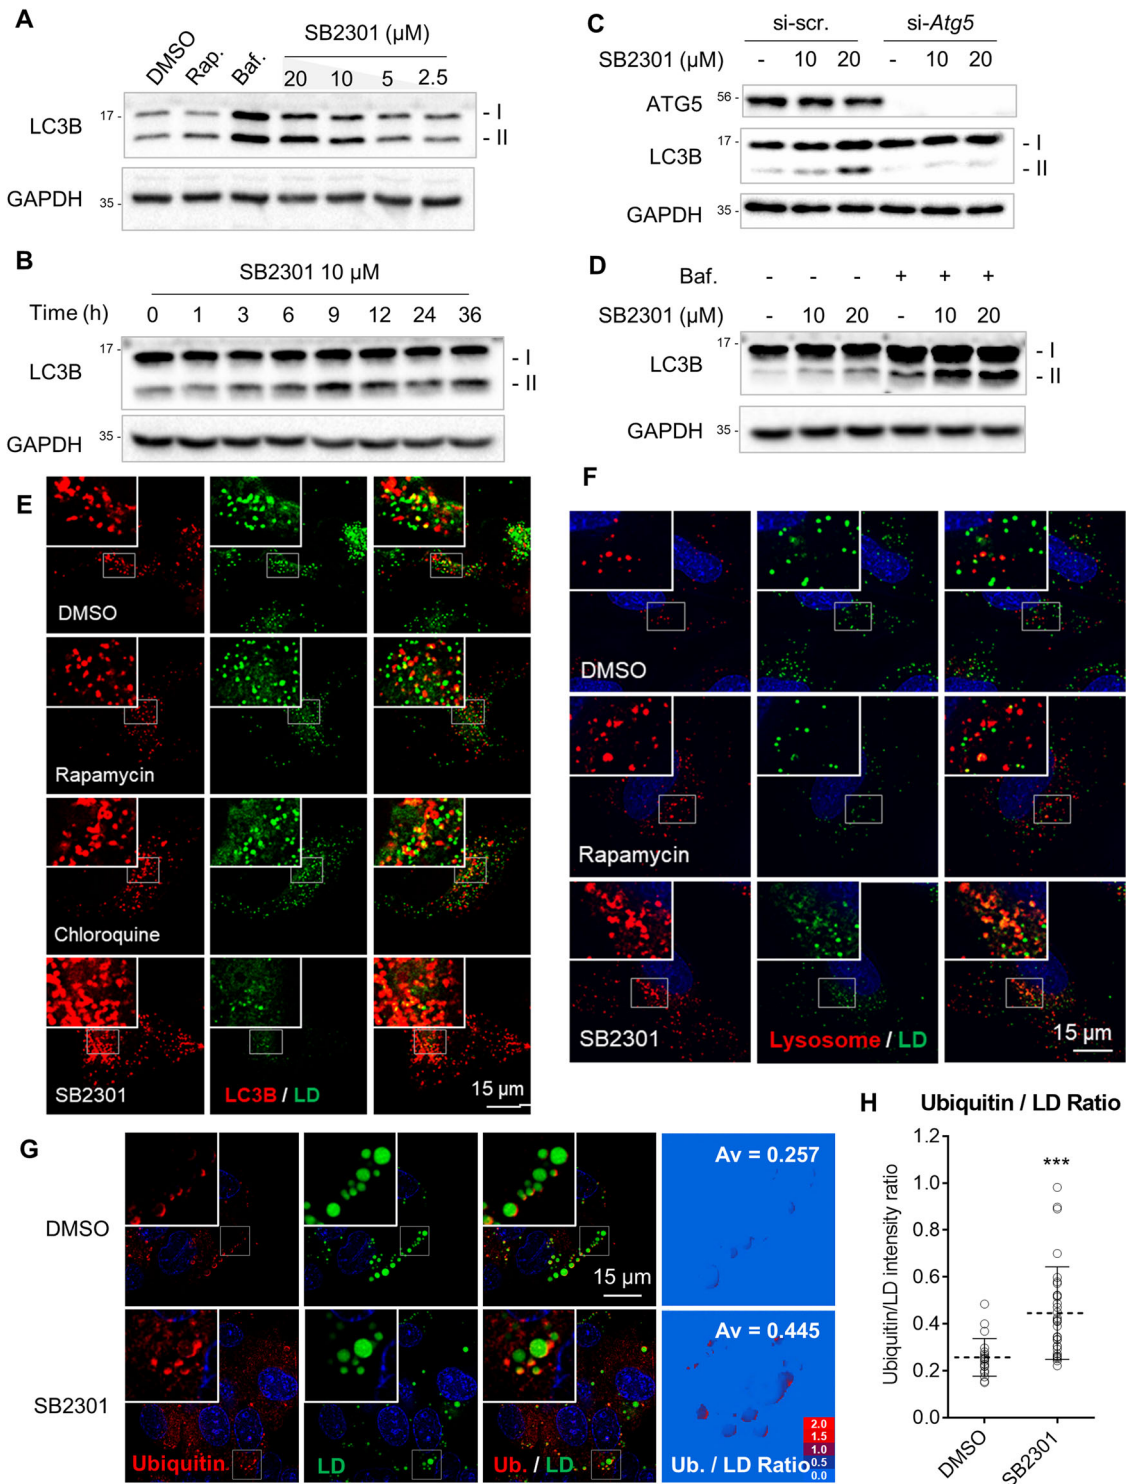 A
DMSO
Rap.
Baf.
SB2301 (μM)
20 10 5 2.5
LC3B
17 -
- I
- II
GAPDH
35 -
B
SB2301 10 μM
Time (h) 0 1 3 6 9 12 24 36
LC3B
17 -
- I
- II
GAPDH
35 -
C
si-scr. si-Atg5
SB2301 (μM) - 10 20 - 10 20
ATG5
56 -
LC3B
17 -
- I
- II
GAPDH
35 -
D
Baf. - - - + + +
SB2301 (μM) - 10 20 - 10 20
LC3B
17 -
- I
- II
GAPDH
35 -
E
DMSO
Rapamycin
Chloroquine
SB2301
LC3B / LD
15 μm
F
DMSO
Rapamycin
SB2301
Lysosome / LD
15 μm
G
DMSO
15 μm
Av = 0.257
SB2301
Ubiquitin
LD
Ub. / LD
Av = 0.445
2.0
1.5
1.0
0.5
0.0
Ub. / LD Ratio
H
Ubiquitin / LD Ratio
Ubiquitin/LD intensity ratio
1.2
1.0
0.8
0.6
0.4
0.2
0.0
***
DMSO
SB2301